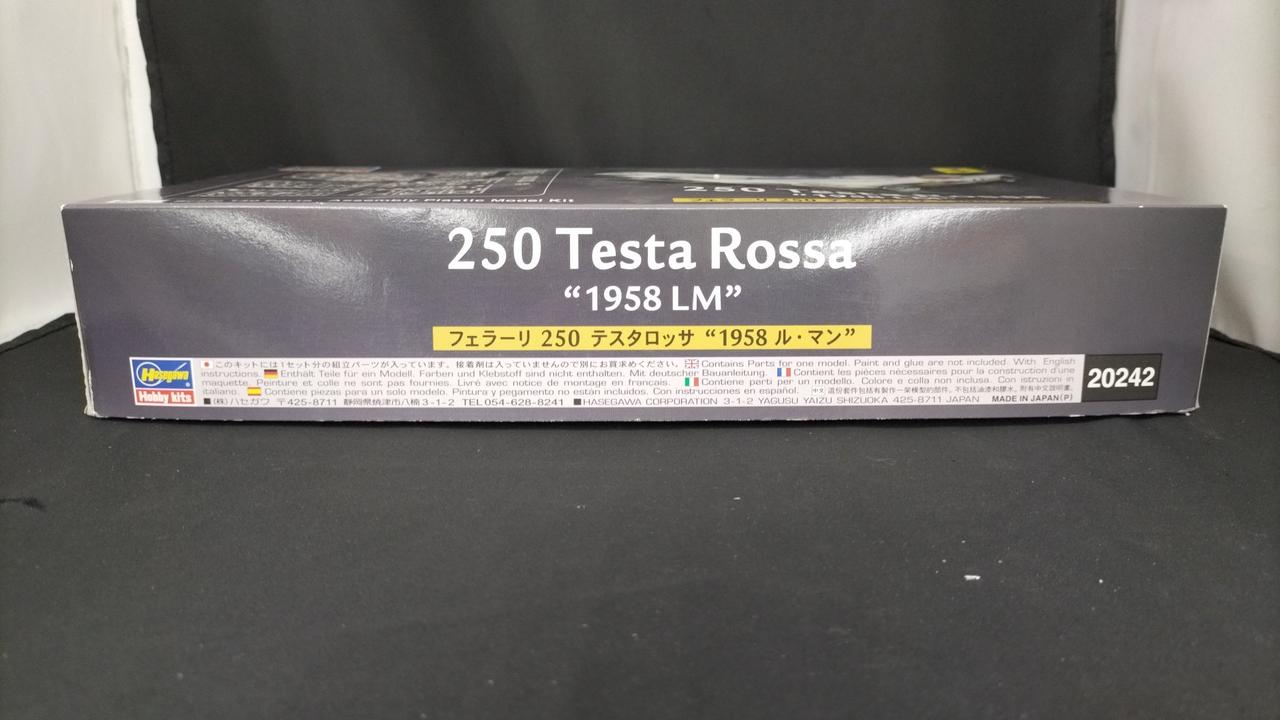 Assembly Plastic Model Kit
250
250 Testa Rossa
“1958 LM”
フェラーリ 250 テスタロッサ “1958 ル・マン”
Hasegawa
Hobby kits
このキットには1セット分の組立パーツが入っています。接着剤は入っていませんので別にお買求めください。 Contains Parts for one model. Paint and glue are not included. With English
instructions. Enthält Teile für ein Modell. Farben und Klebstoff sind nicht enthalten. Mit deutscher Bauanleitung. Contient les pièces nécessaires pour la construction d'une
maquette. Peinture et colle ne sont pas fournies. Livré avec notice de montage en français. Contiene parti per un modello. Colore e colla non inclusa. Con istruzioni in
italiano. Contiene piezas para un solo modelo. Pintura y pegamento no están incluidos. Con instrucciones en español. 中文
■(株)ハセガワ 〒425-8711 静岡県焼津市八楠3-1-2 TEL 054-628-8241 ■HASEGAWA CORPORATION 3-1-2 YAGUSU YAIZU SHIZUOKA 425-8711 JAPAN MADE IN JAPAN(P)
20242